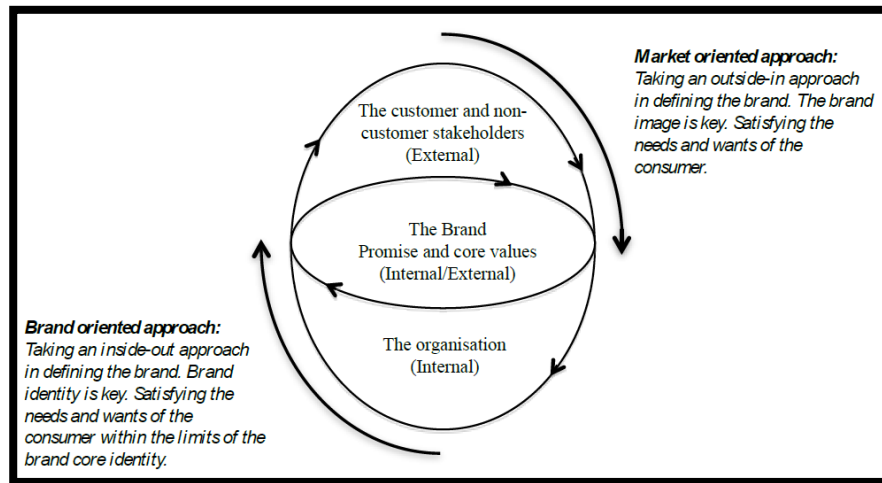 Market oriented approach:
Taking an outside-in approach
in defining the brand. The brand
image is key. Satisfying the
needs and wants of the
consumer.
The customer and non-
customer stakeholders
(External)
The Brand
Promise and core values
(Internal/External)
The organisation
(Internal)
Brand oriented approach:
Taking an inside-out approach
in defining the brand. Brand
identity is key. Satisfying the
needs and wants of the
consumer within the limits of the
brand core identity.